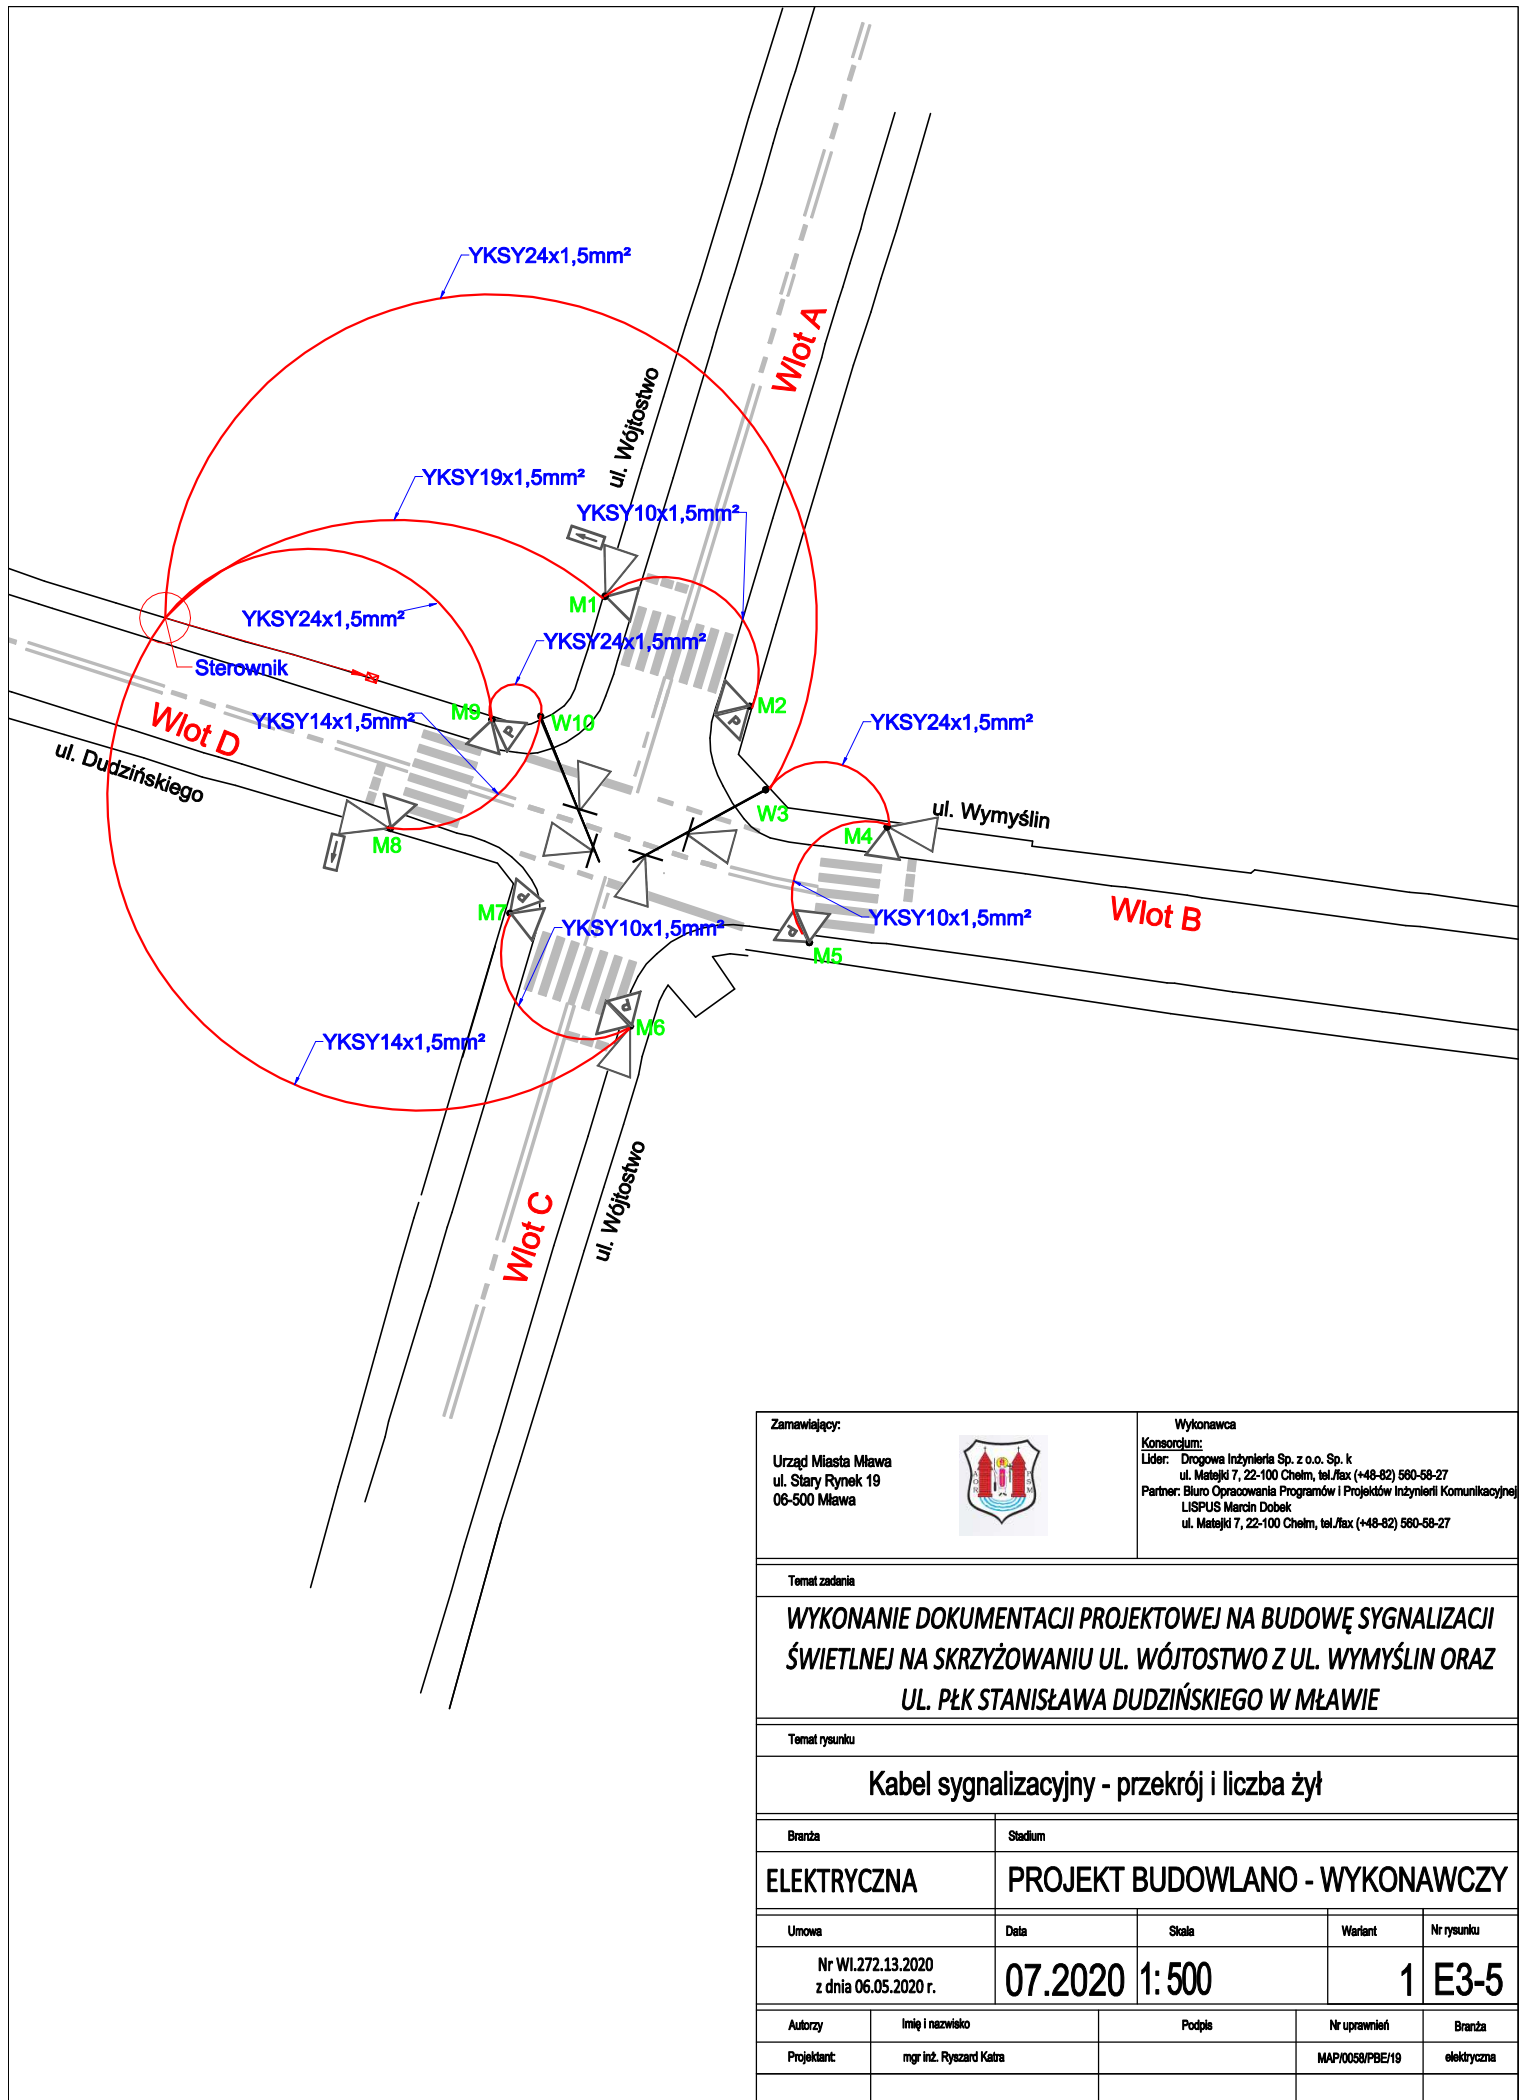 YKSY24x1,5mm²
Wlot A
ul. Wójtostwo
YKSY19x1,5mm²
YKSY10x1,5mm²
M1
YKSY24x1,5mm²
YKSY24x1,5mm²
Sterownik
M9
P
W10
M2
P
Wlot D
YKSY14x1,5mm²
YKSY24x1,5mm²
ul. Dudzińskiego
W3
ul. Wymyślin
M8
M4
M7
P
YKSY10x1,5mm²
YKSY10x1,5mm²
Wlot B
P
M5
P
M6
YKSY14x1,5mm²
ul. Wójtostwo
Wlot C
Zamawiający:
Urząd Miasta Mława
ul. Stary Rynek 19
06-500 Mława
Wykonawca
Konsorcjum:
Lider: Drogowa Inżynieria Sp. z o.o. Sp. k
ul. Matejki 7, 22-100 Chełm, tel./fax (+48-82) 560-58-27
Partner: Biuro Opracowania Programów i Projektów Inżynierii Komunikacyjnej
LISPUS Marcin Dobek
ul. Matejki 7, 22-100 Chełm, tel./fax (+48-82) 560-58-27
Temat zadania
WYKONANIE DOKUMENTACJI PROJEKTOWEJ NA BUDOWĘ SYGNALIZACJI
ŚWIETLNEJ NA SKRZYŻOWANIU UL. WÓJTOSTWO Z UL. WYMYŚLIN ORAZ
UL. PŁK STANISŁAWA DUDZIŃSKIEGO W MŁAWIE
Temat rysunku
Kabel sygnalizacyjny - przekrój i liczba żył
Branża
Stadium
ELEKTRYCZNA
PROJEKT BUDOWLANO - WYKONAWCZY
Umowa
Data
Skala
Wariant
Nr rysunku
Nr WI.272.13.2020
z dnia 06.05.2020 r.
07.2020
1: 500
1
E3-5
Autorzy
Imię i nazwisko
Podpis
Nr uprawnień
Branża
Projektant:
mgr inż. Ryszard Katra
MAP/0058/PBE/19
elektryczna